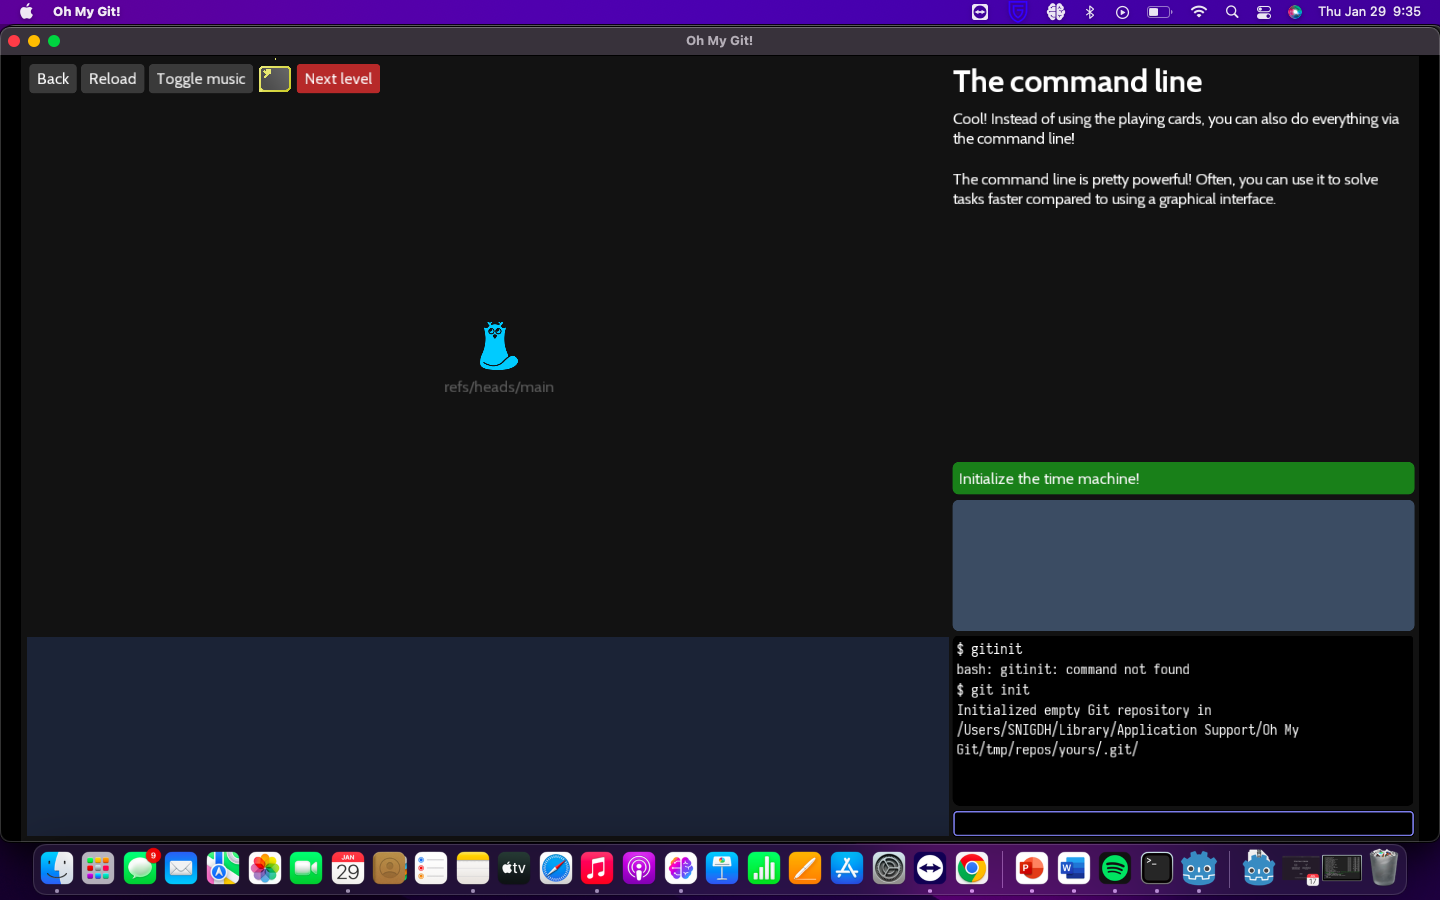 Oh My Git!
Thu Jan 29 9:35
Oh My Git!
Back Reload Toggle music Next level
The command line
Cool! Instead of using the playing cards, you can also do everything via
the command line!
The command line is pretty powerful! Often, you can use it to solve
tasks faster compared to using a graphical interface.
refs/heads/main
Initialize the time machine!
$ gitinit
bash: gitinit: command not found
$ git init
Initialized empty Git repository in
/Users/SNIGDH/Library/Application Support/Oh My
Git/tmp/repos/yours/.git/
9
JAN
29
tv
17